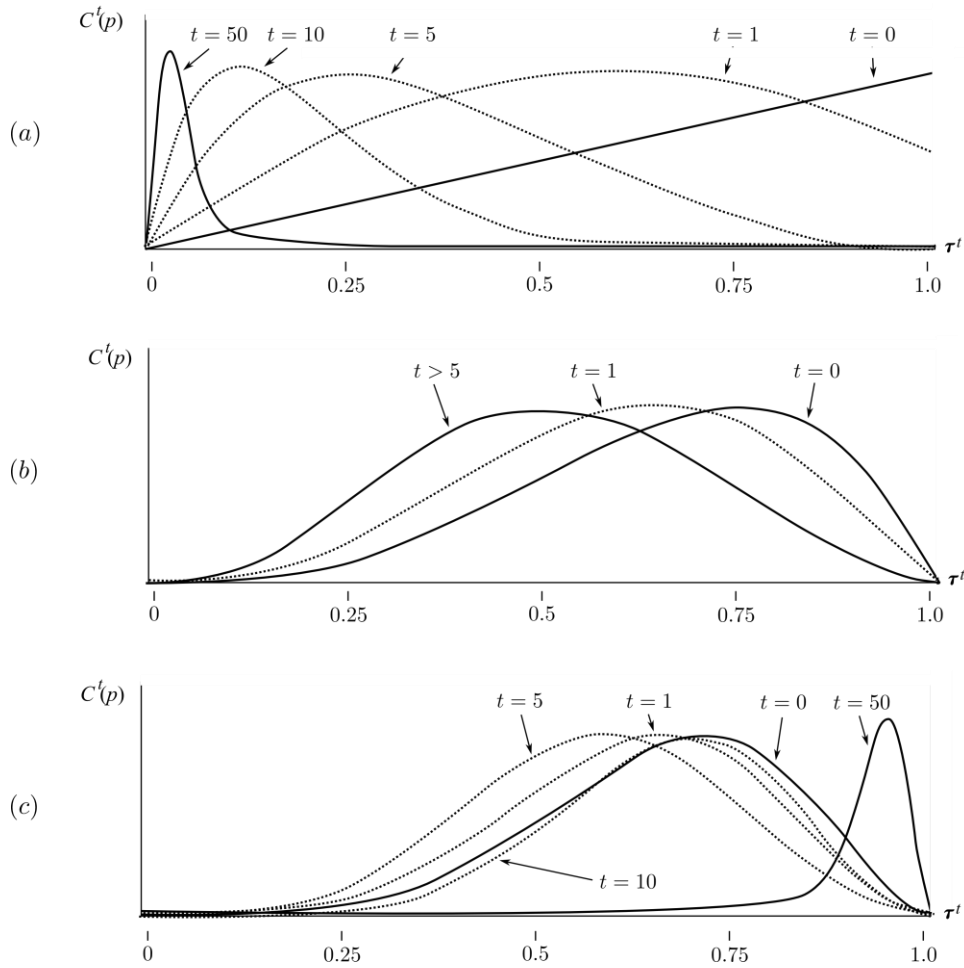 C^t(p)
t = 50 t = 10 t = 5 t = 1 t = 0
(a)
τ^t
0 0.25 0.5 0.75 1.0
C^t(p)
t > 5 t = 1 t = 0
(b)
τ^t
0 0.25 0.5 0.75 1.0
C^t(p)
t = 5 t = 1 t = 0 t = 50
(c)
t = 10
τ^t
0 0.25 0.5 0.75 1.0